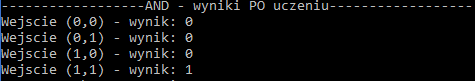 ------------------AND - wyniki PO uczeniu------------------
Wejscie (0,0) - wynik: 0
Wejscie (0,1) - wynik: 0
Wejscie (1,0) - wynik: 0
Wejscie (1,1) - wynik: 1